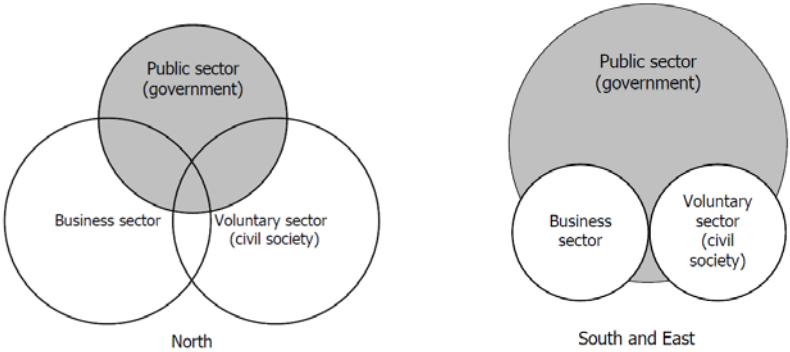 Public sector
(government)
Business sector
Voluntary sector
(civil society)
North
Public sector
(government)
Business
sector
Voluntary
sector
(civil
society)
South and East